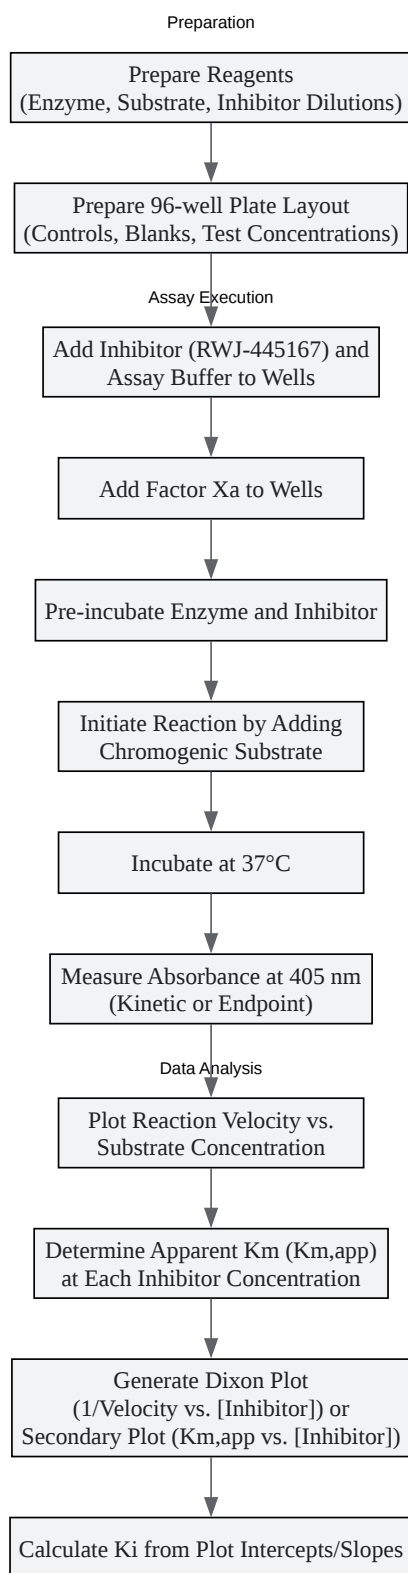 Preparation
Prepare Reagents
(Enzyme, Substrate, Inhibitor Dilutions)
Prepare 96-well Plate Layout
(Controls, Blanks, Test Concentrations)
Assay Execution
Add Inhibitor (RWJ-445167) and
Assay Buffer to Wells
Add Factor Xa to Wells
Pre-incubate Enzyme and Inhibitor
Initiate Reaction by Adding
Chromogenic Substrate
Incubate at 37°C
Measure Absorbance at 405 nm
(Kinetic or Endpoint)
Data Analysis
Plot Reaction Velocity vs.
Substrate Concentration
Determine Apparent Km (Km,app)
at Each Inhibitor Concentration
Generate Dixon Plot
(1/Velocity vs. [Inhibitor]) or
Secondary Plot (Km,app vs. [Inhibitor])
Calculate Ki from Plot Intercepts/Slopes